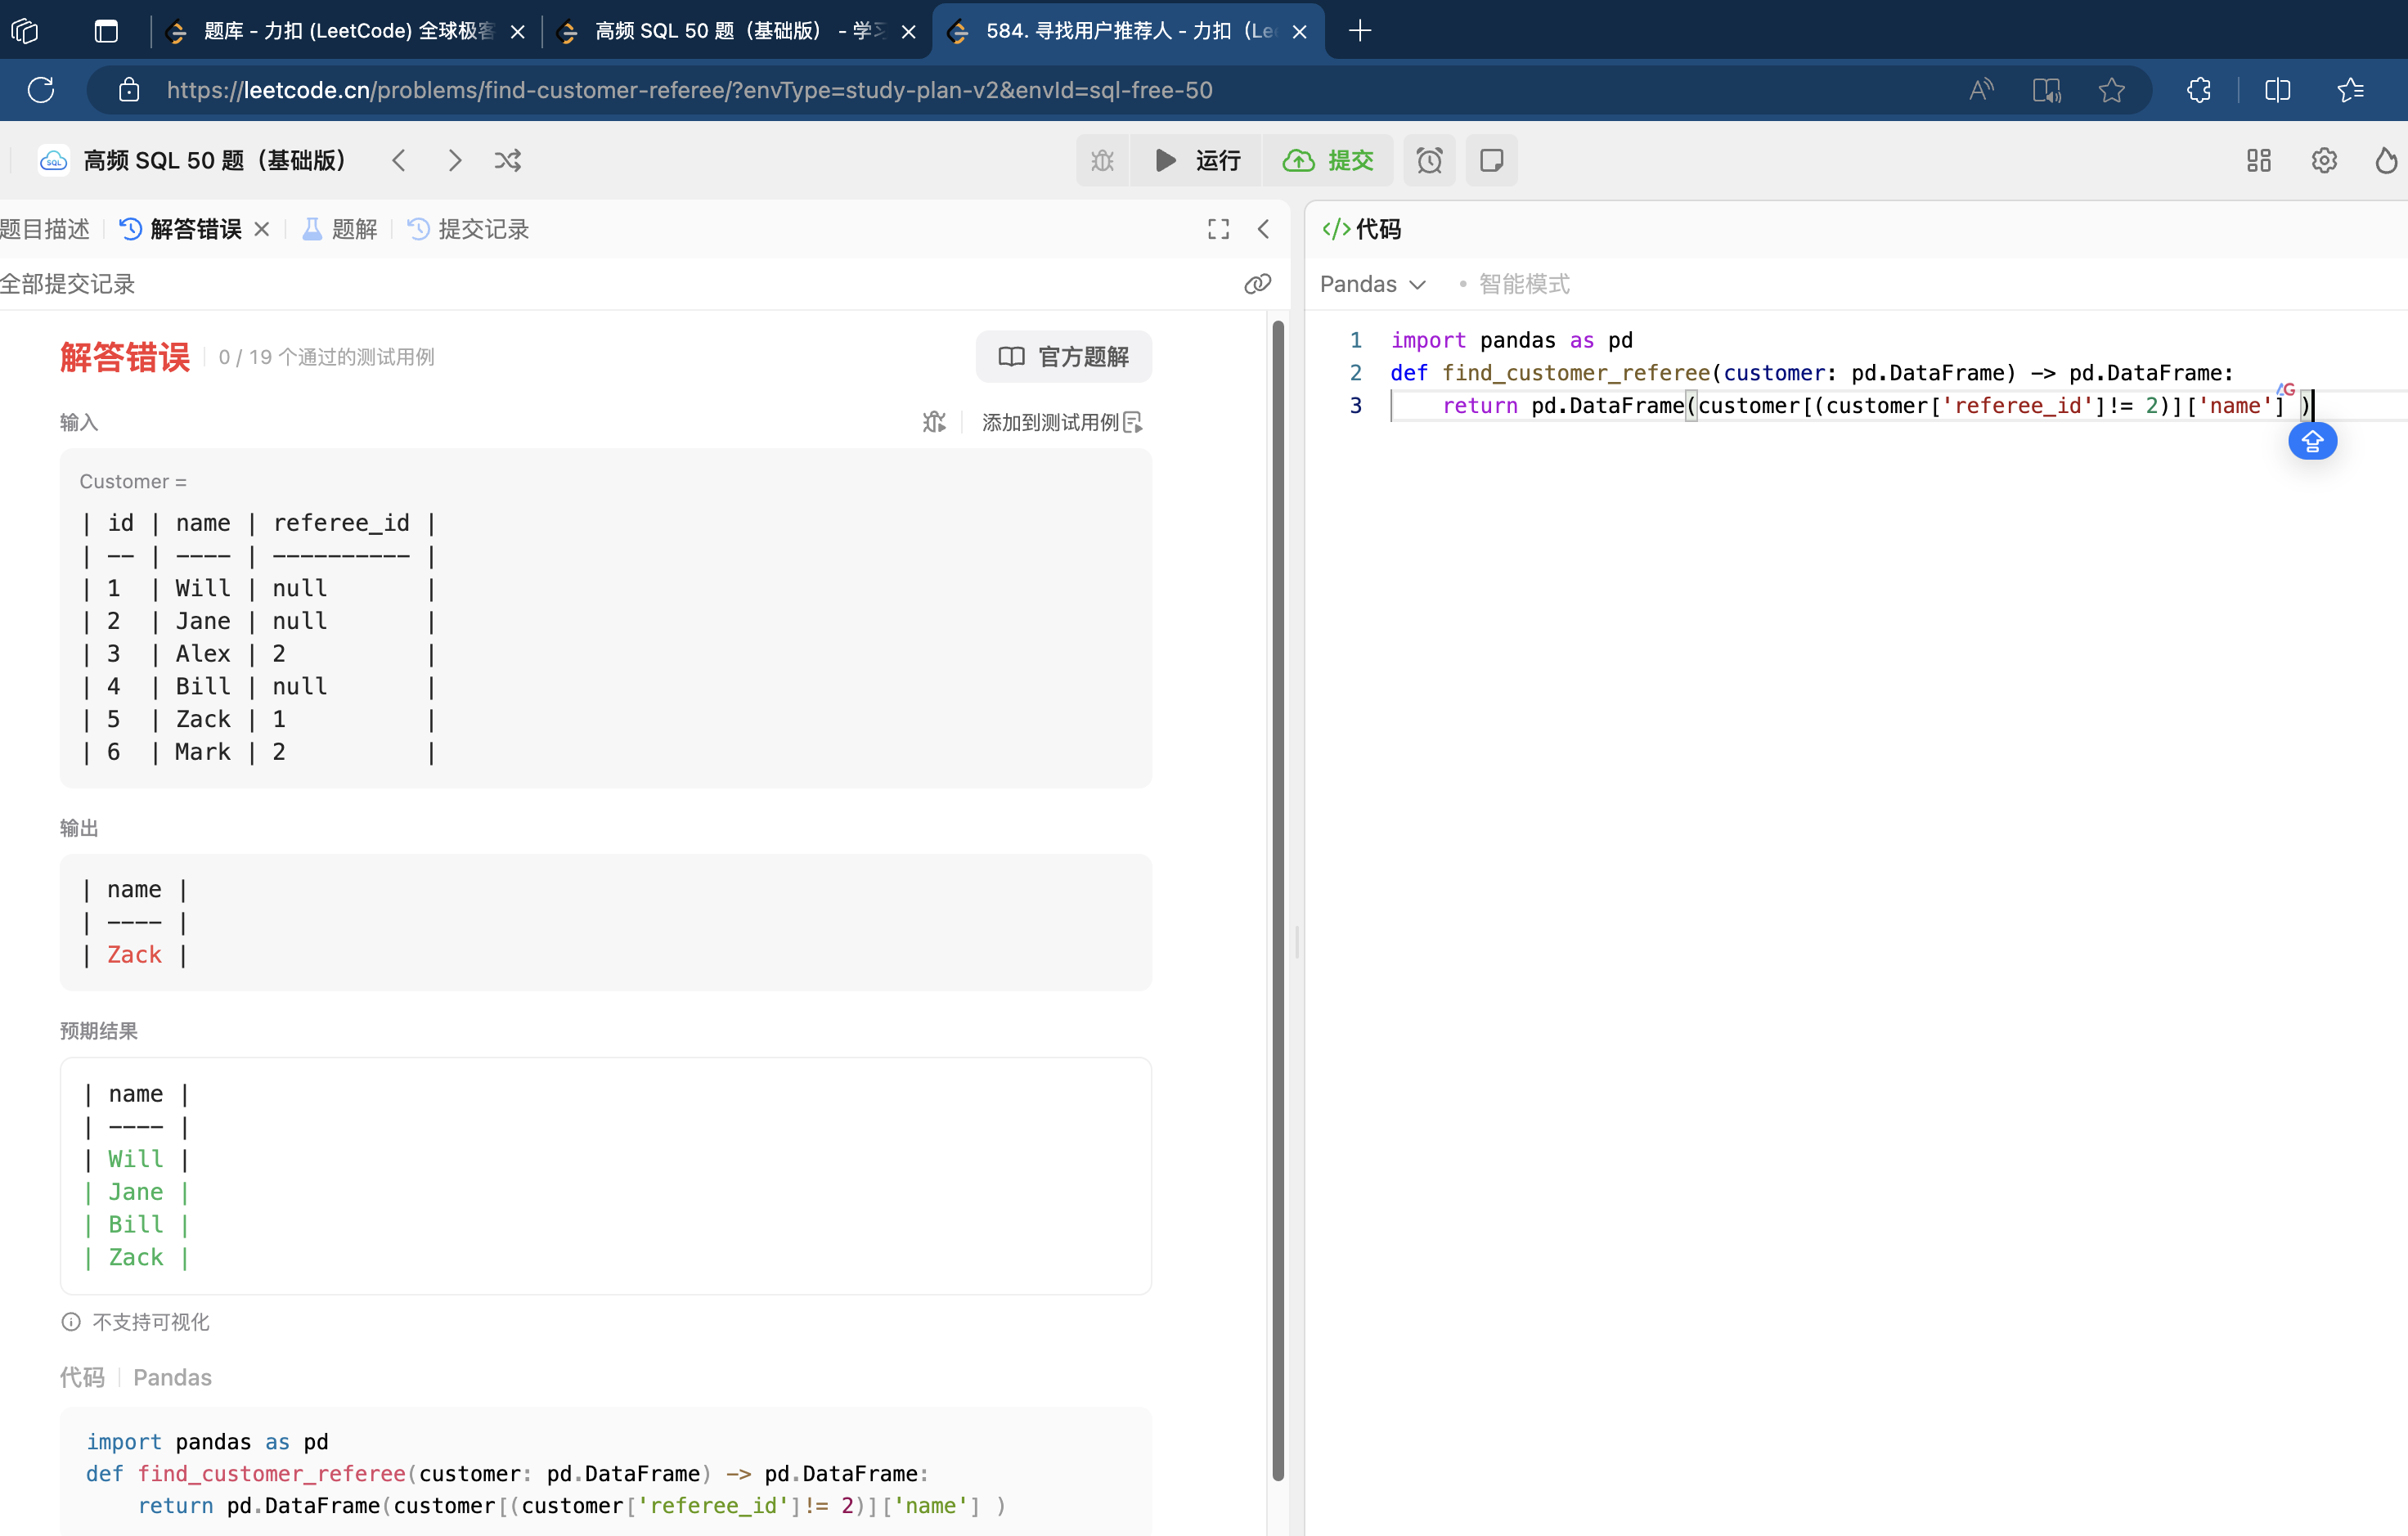 题库 - 力扣 (LeetCode) 全球极客
高频 SQL 50 题（基础版） - 学习
584. 寻找用户推荐人 - 力扣（Le
https://leetcode.cn/problems/find-customer-referee/?envType=study-plan-v2&envId=sql-free-50
SQL 高频 SQL 50 题（基础版）
运行
提交
题目描述
解答错误
题解
提交记录
全部提交记录
解答错误
0 / 19 个通过的测试用例
官方题解
输入
添加到测试用例
Customer =
| id | name | referee_id |
| -- | ---- | ---------- |
| 1  | Will | null       |
| 2  | Jane | null       |
| 3  | Alex | 2          |
| 4  | Bill | null       |
| 5  | Zack | 1          |
| 6  | Mark | 2          |
输出
| name |
| ---- |
| Zack |
预期结果
| name |
| ---- |
| Will |
| Jane |
| Bill |
| Zack |
不支持可视化
代码 | Pandas
import pandas as pd
def find_customer_referee(customer: pd.DataFrame) -> pd.DataFrame:
    return pd.DataFrame(customer[(customer['referee_id']!= 2)]['name'] )
</> 代码
Pandas
• 智能模式
1 import pandas as pd
2 def find_customer_referee(customer: pd.DataFrame) -> pd.DataFrame:
3     return pd.DataFrame(customer[(customer['referee_id']!= 2)]['name'] )